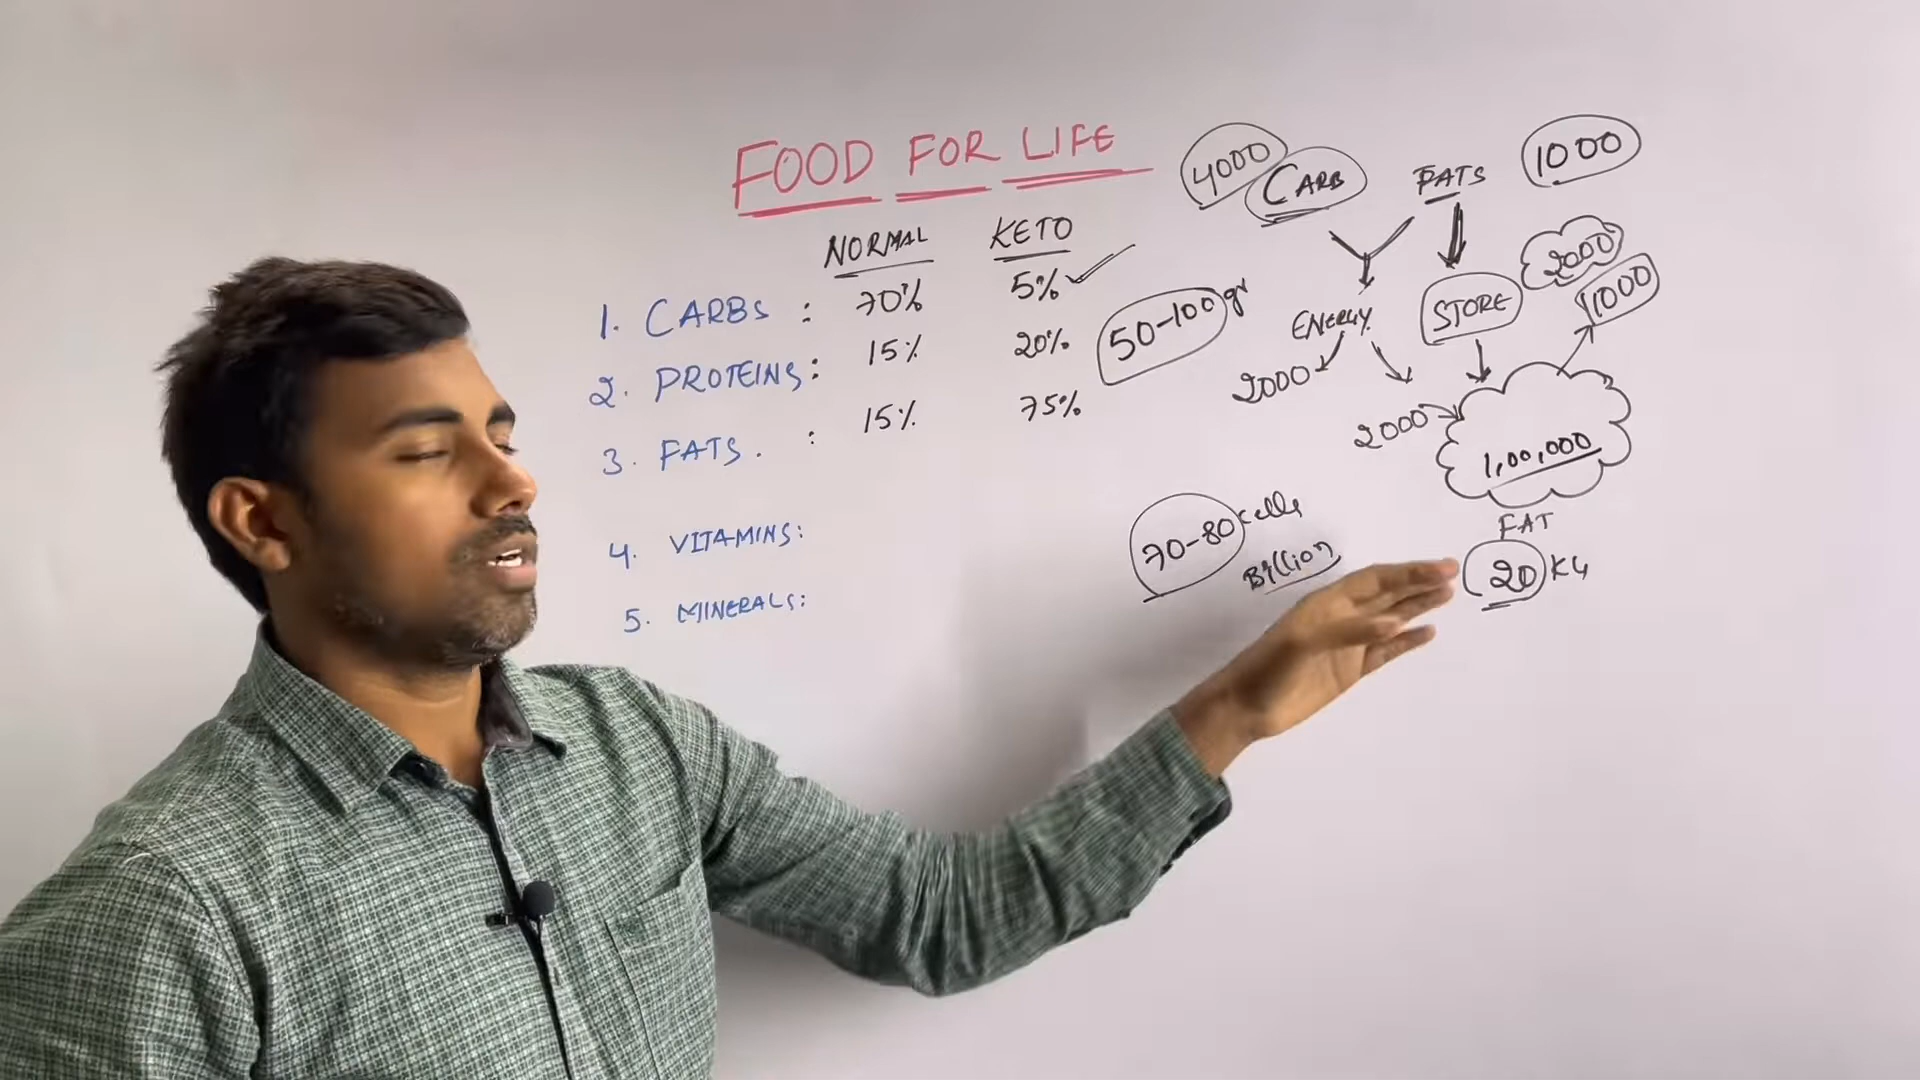 FOOD FOR LIFE
NORMAL KETO
1. CARBS : 70% 5%
2. PROTEINS : 15% 20%
3. FATS. : 15% 75%
4. VITAMINS:
5. MINERALS:
50-100 gr
70-80 cells
Billion
4000 CARB FATS 1000
2000
1000
ENERGY STORE
2000
2000
1,00,000
FAT
20 KG